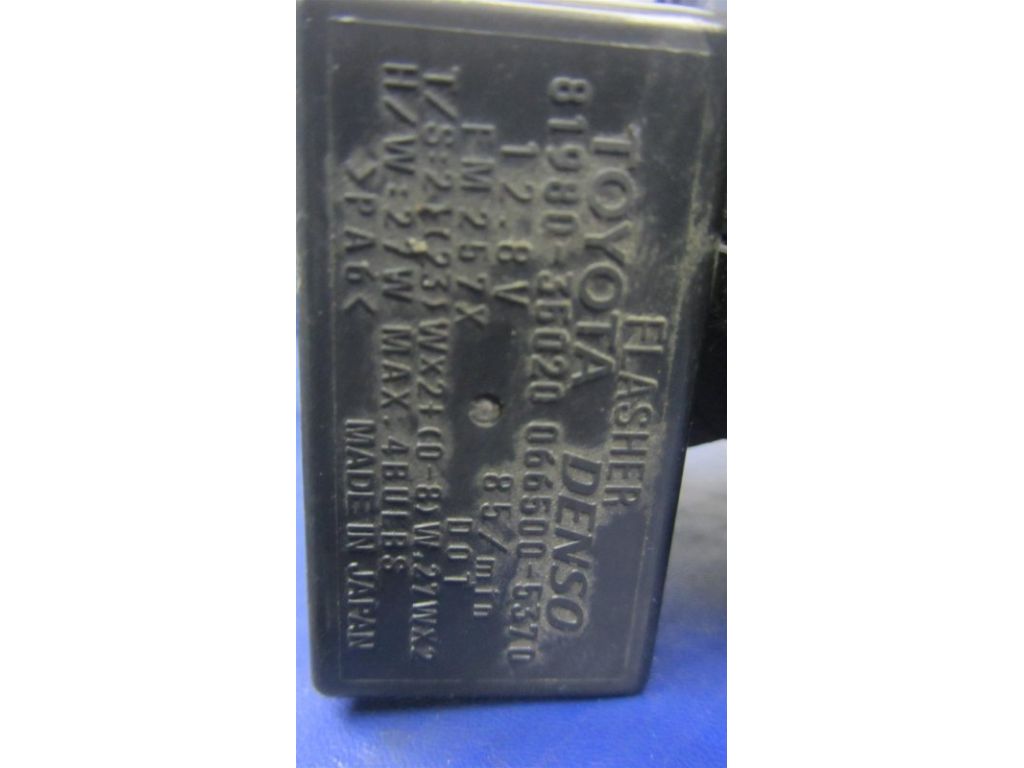 FLASHER
TOYOTA DENSO
81980-35020 066500-5370
12.8V 85/min
FM257X DOT
T/S=27(23)WX2+(0-8)W,27WX2
H/W=27W MAX.4BULBS
>PA6<
MADE IN JAPAN